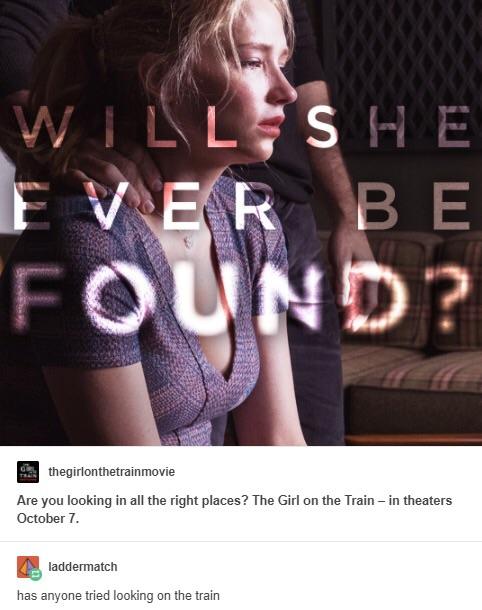 WILL SHE
EVER BE
FOUND?
thegirlonthetrainmovie
Are you looking in all the right places? The Girl on the Train – in theaters
October 7.
laddermatch
has anyone tried looking on the train